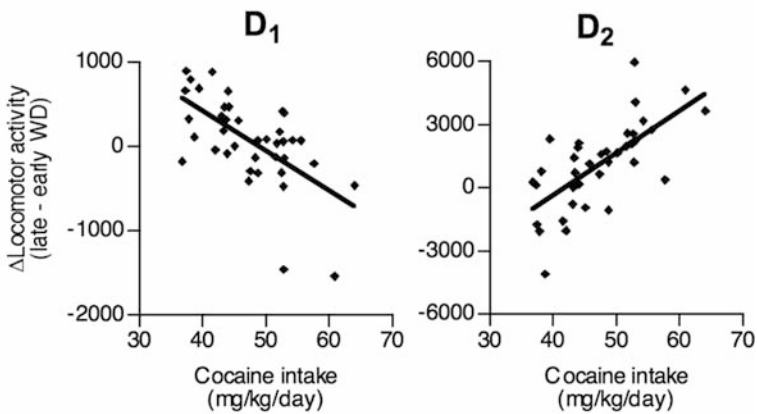 D1
D2
ΔLocomotor activity
(late - early WD)
1000
0
-1000
-2000
30 40 50 60 70
Cocaine intake
(mg/kg/day)
6000
3000
0
-3000
-6000
30 40 50 60 70
Cocaine intake
(mg/kg/day)